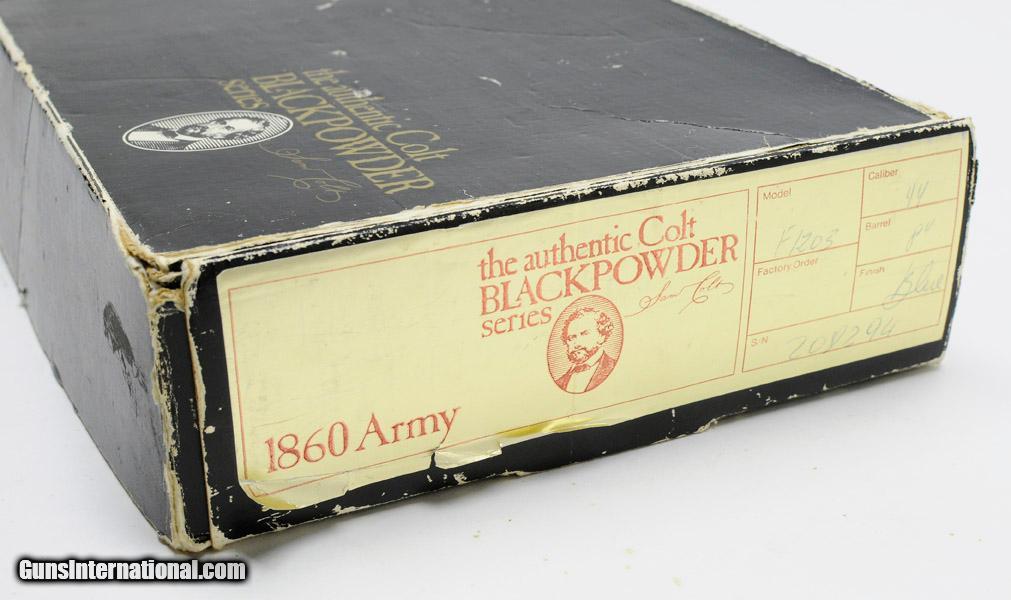 the authentic Colt
BLACKPOWDER
series
Sam Colt
the authentic Colt
BLACKPOWDER
series
Sam Colt
1860 Army
Model
F1203
Caliber
44
Barrel
8"
Factory Order
Finish
Blue
S/N
208294
GunsInternational.com